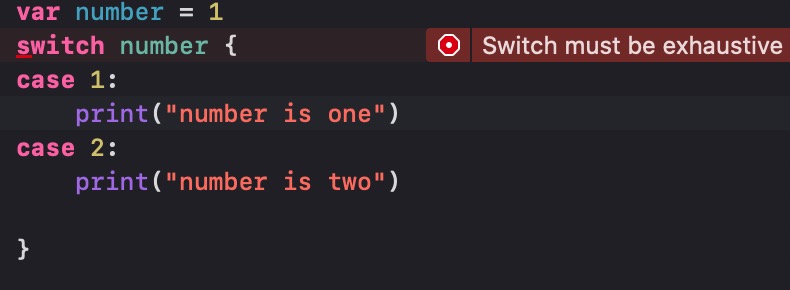 var number = 1
switch number {
Switch must be exhaustive
case 1:
    print("number is one")
case 2:
    print("number is two")
}